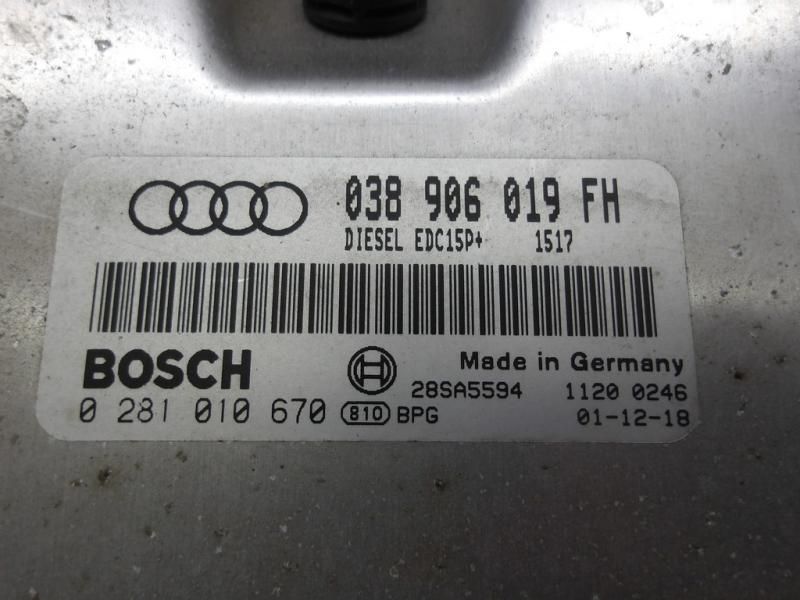 038 906 019 FH
DIESEL EDC15P+ 1517
BOSCH
Made in Germany
28SA5594 1120 0246
0 281 010 670 810 BPG 01-12-18